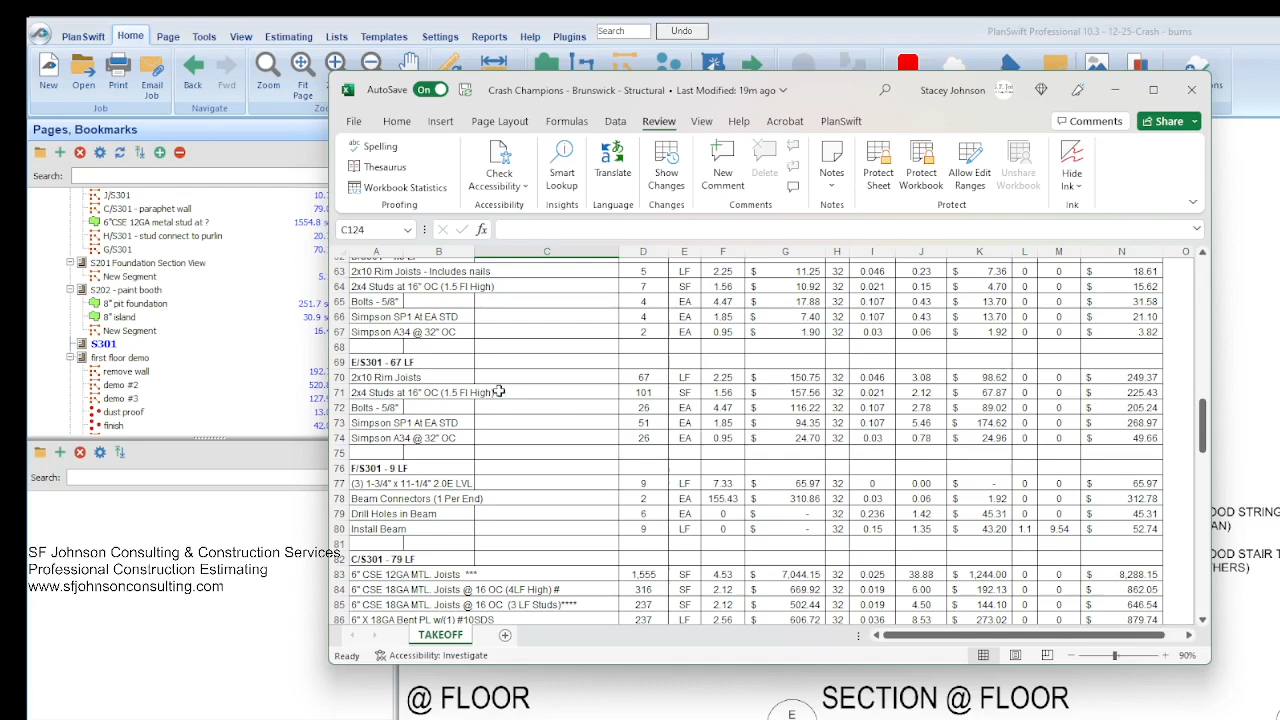 PlanSwift Professional 10.3 - 12-25-Crash - burns
PlanSwift Home Page Tools View Estimating Lists Templates Settings Reports Help Plugins Search Undo
New Open Print Email Job Back Fwd Zoom Fit Page
Job Navigate
Pages, Bookmarks
Search:
J/S301 10.
C/S301 - paraphet wall 79.
6"CSE 12GA metal stud at ? 1554.8 s
H/S301 - stud connect to purlin 20.
G/S301 70.
S201 Foundation Section View
New Segment 5.
S202 - paint booth
8" pit foundation 251.7 s
8" island 30.9 s
New Segment 16.
S301
first floor demo
remove wall 10.
demo #2 520.8
demo #3 127.9
dust proof 13.
finish 42.
Search:
SF Johnson Consulting & Construction Services
Professional Construction Estimating
www.sfjohnsonconsulting.com
AutoSave On Crash Champions - Brunswick - Structural • Last Modified: 19m ago Stacey Johnson
File Home Insert Page Layout Formulas Data Review View Help Acrobat PlanSwift Comments Share
Spelling
Thesaurus
Workbook Statistics
Check Accessibility Smart Lookup Translate Show Changes New Comment Delete Notes Protect Sheet Protect Workbook Allow Edit Ranges Unshare Workbook Hide Ink
Proofing Accessibility Insights Language Changes Comments Notes Protect Ink
C124 fx
A B C D E F G H I J K L M N O
63 2x10 Rim Joists - Includes nails 5 LF 2.25 $ 11.25 32 0.046 0.23 $ 7.36 0 0 $ 18.61
64 2x4 Studs at 16" OC (1.5 Fl High) 7 SF 1.56 $ 10.92 32 0.021 0.15 $ 4.70 0 0 $ 15.62
65 Bolts - 5/8" 4 EA 4.47 $ 17.88 32 0.107 0.43 $ 13.70 0 0 $ 31.58
66 Simpson SP1 At EA STD 4 EA 1.85 $ 7.40 32 0.107 0.43 $ 13.70 0 0 $ 21.10
67 Simpson A34 @ 32" OC 2 EA 0.95 $ 1.90 32 0.03 0.06 $ 1.92 0 0 $ 3.82
68
69 E/S301 - 67 LF
70 2x10 Rim Joists 67 LF 2.25 $ 150.75 32 0.046 3.08 $ 98.62 0 0 $ 249.37
71 2x4 Studs at 16" OC (1.5 Fl High) 101 SF 1.56 $ 157.56 32 0.021 2.12 $ 67.87 0 0 $ 225.43
72 Bolts - 5/8" 26 EA 4.47 $ 116.22 32 0.107 2.78 $ 89.02 0 0 $ 205.24
73 Simpson SP1 At EA STD 51 EA 1.85 $ 94.35 32 0.107 5.46 $ 174.62 0 0 $ 268.97
74 Simpson A34 @ 32" OC 26 EA 0.95 $ 24.70 32 0.03 0.78 $ 24.96 0 0 $ 49.66
75
76 F/S301 - 9 LF
77 (3) 1-3/4" x 11-1/4" 2.0E LVL 9 LF 7.33 $ 65.97 32 0 0.00 $ - 0 0 $ 65.97
78 Beam Connectors (1 Per End) 2 EA 155.43 $ 310.86 32 0.03 0.06 $ 1.92 0 0 $ 312.78
79 Drill Holes in Beam 6 EA 0 $ - 32 0.236 1.42 $ 45.31 0 0 $ 45.31
80 Install Beam 9 LF 0 $ - 32 0.15 1.35 $ 43.20 1.1 9.54 $ 52.74
81
82 C/S301 - 79 LF
83 6" CSE 12GA MTL. Joists *** 1,555 SF 4.53 $ 7,044.15 32 0.025 38.88 $ 1,244.00 0 0 $ 8,288.15
84 6" CSE 18GA MTL. Joists @ 16 OC (4LF High) # 316 SF 2.12 $ 669.92 32 0.019 6.00 $ 192.13 0 0 $ 862.05
85 6" CSE 18GA MTL. Joists @ 16 OC (3 LF Studs)**** 237 SF 2.12 $ 502.44 32 0.019 4.50 $ 144.10 0 0 $ 646.54
86 6" X 18GA Bent PL w/(1) #10SDS 237 LF 2.56 $ 606.72 32 0.036 8.53 $ 273.02 0 0 $ 879.74
TAKEOFF
Ready Accessibility: Investigate 90%
OOD STRING
AN)
OOD STAIR T
THERS)
@ FLOOR
E
SECTION @ FLOOR